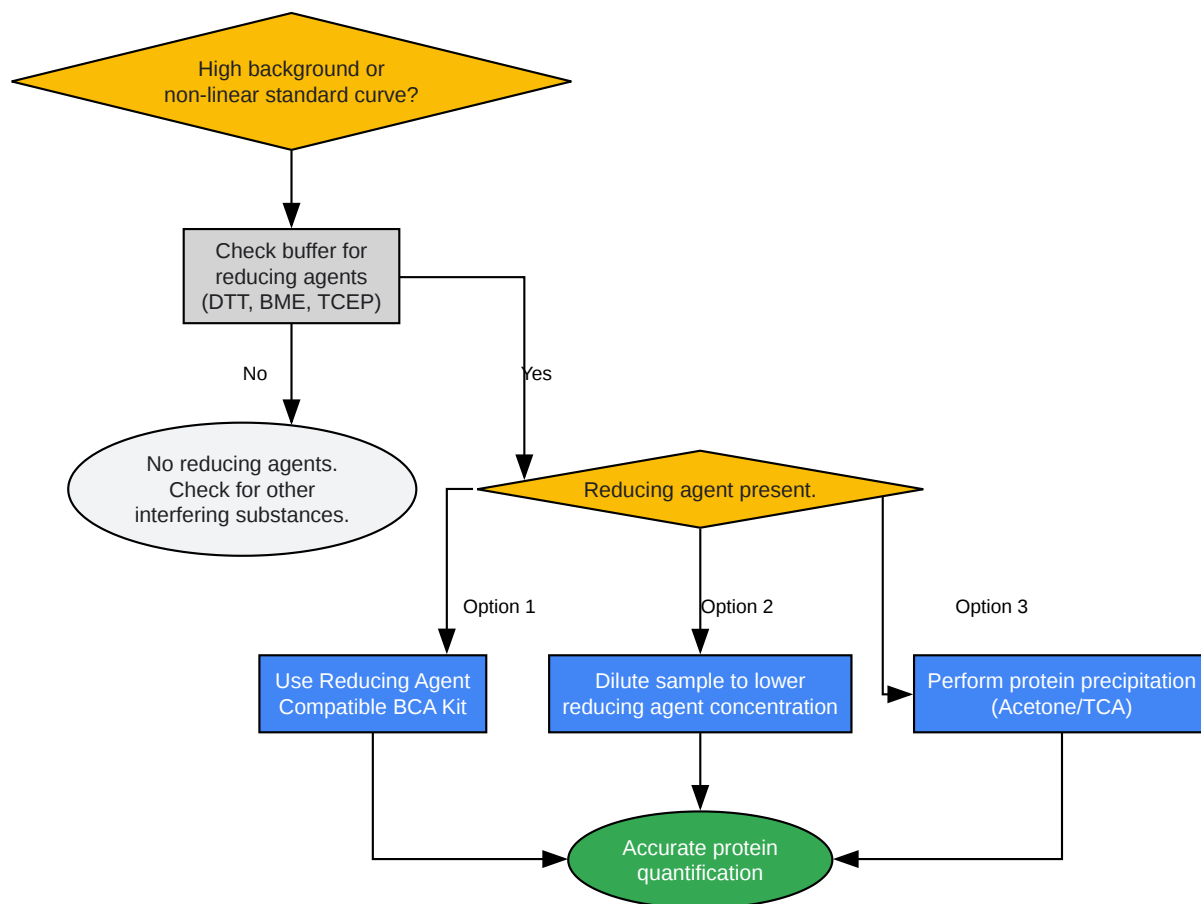 High background or
non-linear standard curve?
Check buffer for
reducing agents
(DTT, BME, TCEP)
No
Yes
No reducing agents.
Check for other
interfering substances.
Reducing agent present.
Option 1
Option 2
Option 3
Use Reducing Agent
Compatible BCA Kit
Dilute sample to lower
reducing agent concentration
Perform protein precipitation
(Acetone/TCA)
Accurate protein
quantification